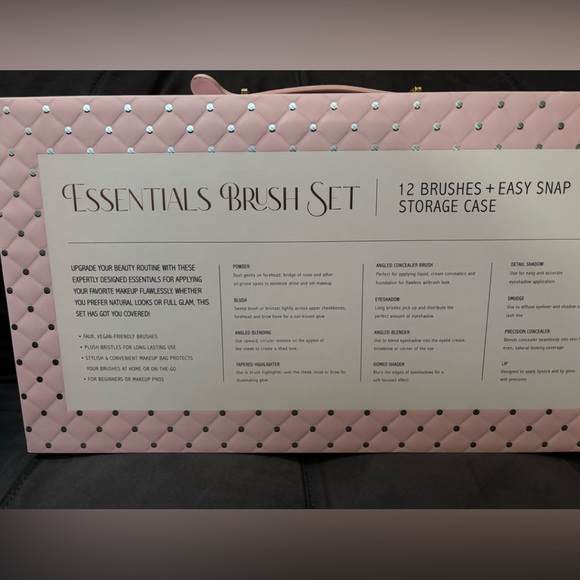 ESSENTIALS BRUSH SET
12 BRUSHES + EASY SNAP
STORAGE CASE
UPGRADE YOUR BEAUTY ROUTINE WITH THESE
EXPERTLY DESIGNED ESSENTIALS FOR APPLYING
YOUR FAVORITE MAKEUP FLAWLESSLY. WHETHER
YOU PREFER NATURAL LOOKS OR FULL GLAM, THIS
SET HAS GOT YOU COVERED!
• FAUX, VEGAN-FRIENDLY BRUSHES
• PLUSH BRISTLES FOR LONG LASTING USE
• STYLISH & CONVENIENT MAKEUP BAG PROTECTS
YOUR BRUSHES AT HOME OR ON-THE-GO
• FOR BEGINNERS OR MAKEUP PROS
POWDER
Dust gently on forehead, bridge of nose and other
oil-prone spots to minimize shine and set makeup
BLUSH
Sweep brush or bronzer lightly across upper cheekbones,
forehead and brow bone for a sun-kissed glow
ANGLED BLENDING
Use upward, circular motions on the apples of
the cheek to create a lifted look
TAPERED HIGHLIGHTER
Use to brush highlighter over the cheek, nose or brow for
illuminating glow
ANGLED CONCEALER BRUSH
Perfect for applying liquid, cream concealers and
foundation for flawless airbrush look
EYESHADOW
Long bristles pick up and distribute the
perfect amount of eyeshadow
ANGLED BLENDER
Use to blend eyeshadow into the eyelid crease,
browbone or corner of the eye
DOMED SHADER
Blurs the edges of eyeshadows for a
soft-focused effect
DETAIL SHADOW
Use for easy and accurate
eyeshadow application
SMUDGE
Use to diffuse eyeliner and shadow
lash line
PRECISION CONCEALER
Blends concealer seamlessly into skin
even, natural-looking coverage
LIP
Designed to apply lipstick and lip gloss
with precision